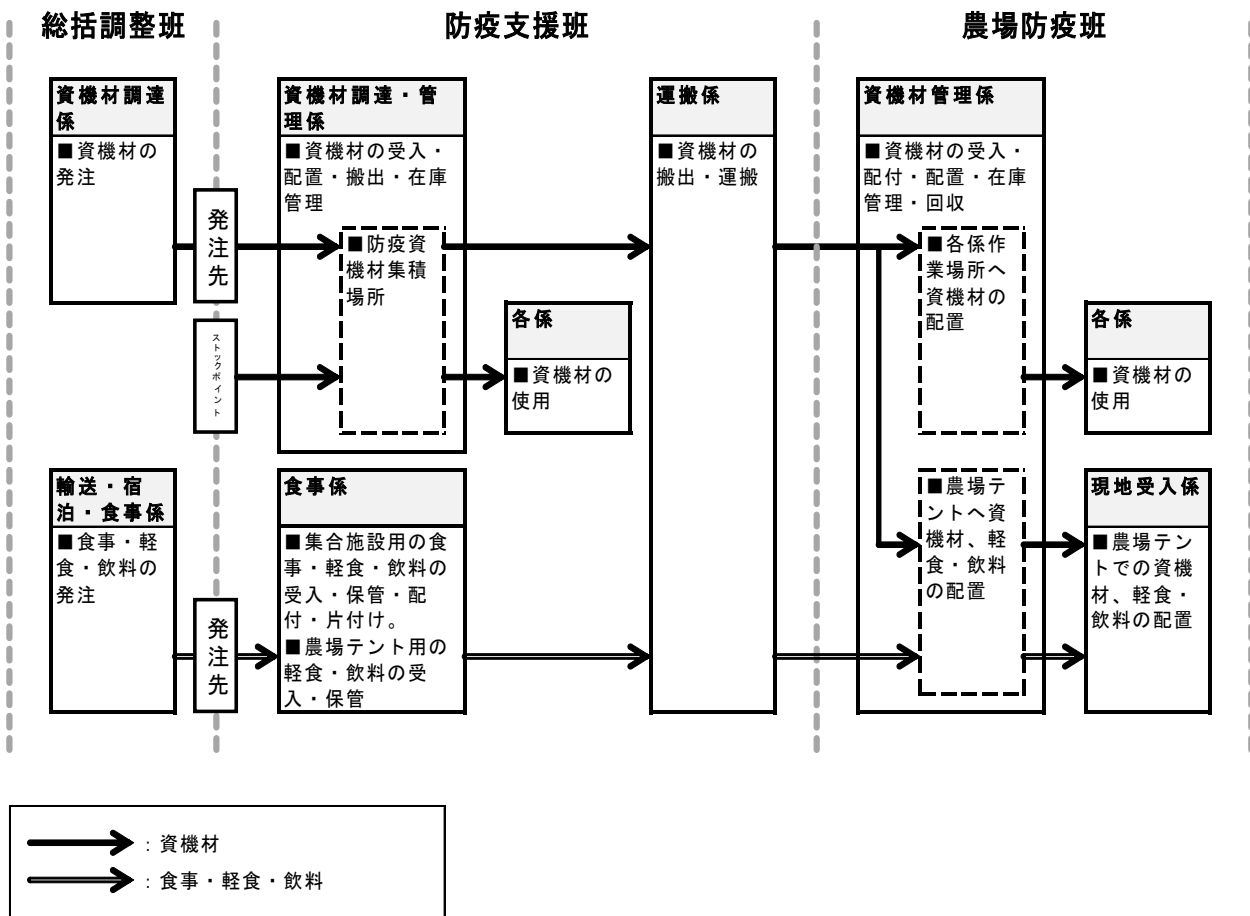 総括調整班
防疫支援班
農場防疫班
資機材調達
係
■資機材の
発注
発
注
先
ストックポイント
資機材調達・管
理係
■資機材の受入・
配置・搬出・在庫
管理
■防疫資
機材集積
場所
各係
■資機材の
使用
運搬係
■資機材の
搬出・運搬
資機材管理係
■資機材の受入・
配付・配置・在庫
管理・回収
■各係作
業場所へ
資機材の
配置
各係
■資機材の
使用
輸送・宿
泊・食事係
■食事・軽
食・飲料の
発注
発
注
先
食事係
■集合施設用の食
事・軽食・飲料の
受入・保管・配
付・片付け。
■農場テント用の
軽食・飲料の受
入・保管
■農場テ
ントへ資
機材、軽
食・飲料
の配置
現地受入係
■農場テン
トでの資機
材、軽食・
飲料の配置
：資機材
：食事・軽食・飲料